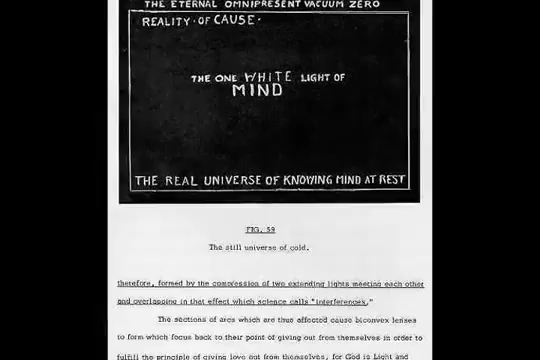 THE ETERNAL OMNIPRESENT VACUUM ZERO
REALITY · OF CAUSE ·
THE ONE WHITE LIGHT OF
MIND
THE REAL UNIVERSE OF KNOWING MIND AT REST
FIG. 59
The still universe of cold.
therefore, formed by the compression of two extending lights meeting each other
and overlapping in that effect which science calls "interferences."
The sections of arcs which are thus affected cause biconvex lenses
to form which focus back to their point of giving out from themselves in order to
fulfill the principle of giving love out from themselves, for God is Light and